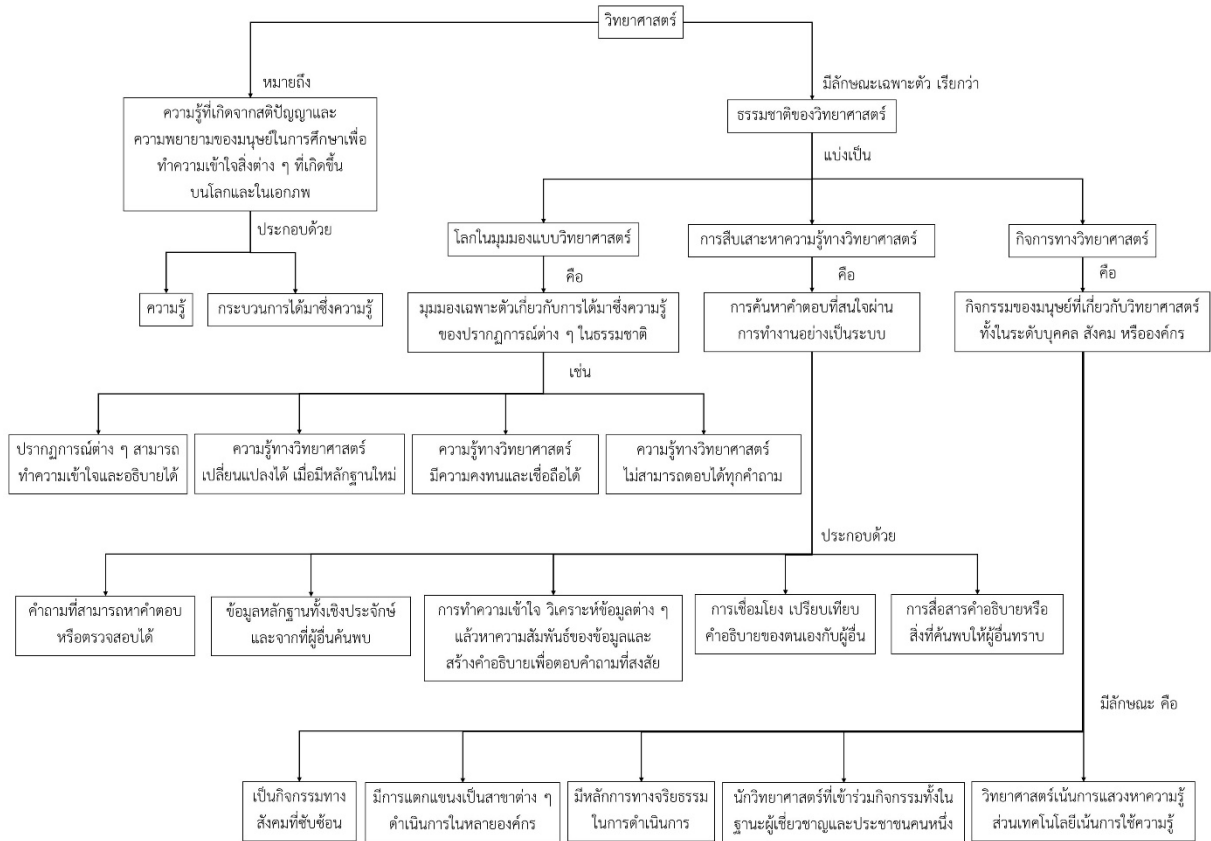 วิทยาศาสตร์
หมายถึง
มีลักษณะเฉพาะตัว เรียกว่า
ความรู้ที่เกิดจากสติปัญญาและ
ความพยายามของมนุษย์ในการศึกษาเพื่อ
ทำความเข้าใจสิ่งต่าง ๆ ที่เกิดขึ้น
บนโลกและในเอกภพ
ธรรมชาติของวิทยาศาสตร์
แบ่งเป็น
ประกอบด้วย
ความรู้
กระบวนการได้มาซึ่งความรู้
โลกในมุมมองแบบวิทยาศาสตร์
การสืบเสาะหาความรู้ทางวิทยาศาสตร์
กิจการทางวิทยาศาสตร์
คือ
คือ
คือ
มุมมองเฉพาะตัวเกี่ยวกับการได้มาซึ่งความรู้
ของปรากฏการณ์ต่าง ๆ ในธรรมชาติ
การค้นหาคำตอบที่สนใจผ่าน
การทำงานอย่างเป็นระบบ
กิจกรรมของมนุษย์ที่เกี่ยวกับวิทยาศาสตร์
ทั้งในระดับบุคคล สังคม หรือองค์กร
เช่น
ปรากฏการณ์ต่าง ๆ สามารถ
ทำความเข้าใจและอธิบายได้
ความรู้ทางวิทยาศาสตร์
เปลี่ยนแปลงได้ เมื่อมีหลักฐานใหม่
ความรู้ทางวิทยาศาสตร์
มีความคงทนและเชื่อถือได้
ความรู้ทางวิทยาศาสตร์
ไม่สามารถตอบได้ทุกคำถาม
ประกอบด้วย
คำถามที่สามารถหาคำตอบ
หรือตรวจสอบได้
ข้อมูลหลักฐานทั้งเชิงประจักษ์
และจากที่ผู้อื่นค้นพบ
การทำความเข้าใจ วิเคราะห์ข้อมูลต่าง ๆ
แล้วหาความสัมพันธ์ของข้อมูลและ
สร้างคำอธิบายเพื่อตอบคำถามที่สงสัย
การเชื่อมโยง เปรียบเทียบ
คำอธิบายของตนเองกับผู้อื่น
การสื่อสารคำอธิบายหรือ
สิ่งที่ค้นพบให้ผู้อื่นทราบ
มีลักษณะ คือ
เป็นกิจกรรมทาง
สังคมที่ซับซ้อน
มีการแตกแขนงเป็นสาขาต่าง ๆ
ดำเนินการในหลายองค์กร
มีหลักการทางจริยธรรม
ในการดำเนินการ
นักวิทยาศาสตร์ที่เข้าร่วมกิจกรรมทั้งใน
ฐานะผู้เชี่ยวชาญและประชาชนคนหนึ่ง
วิทยาศาสตร์เน้นการแสวงหาความรู้
ส่วนเทคโนโลยีเน้นการใช้ความรู้